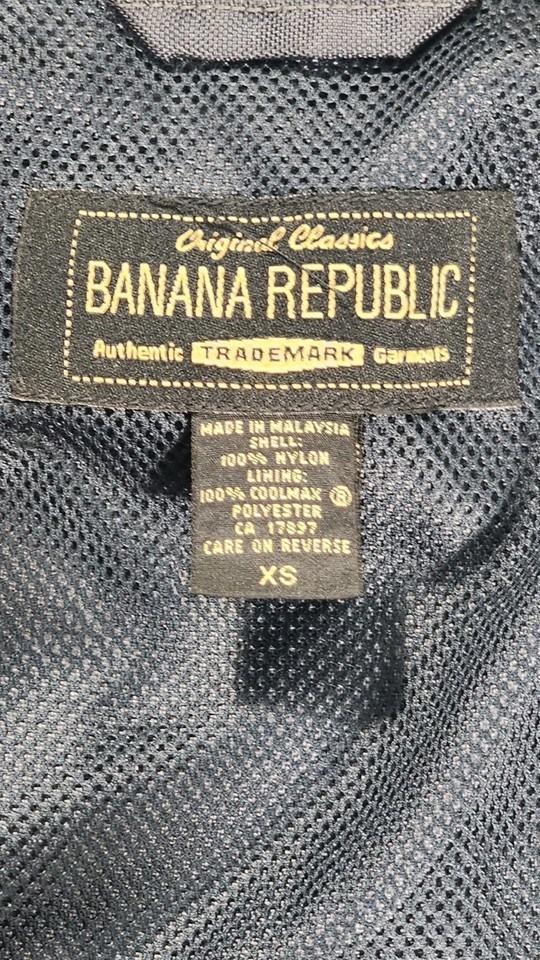 Original Classics
BANANA REPUBLIC
Authentic TRADEMARK Garments
MADE IN MALAYSIA
SHELL:
100% NYLON
LINING:
100% COOLMAX ®
POLYESTER
CA 17897
CARE ON REVERSE
XS